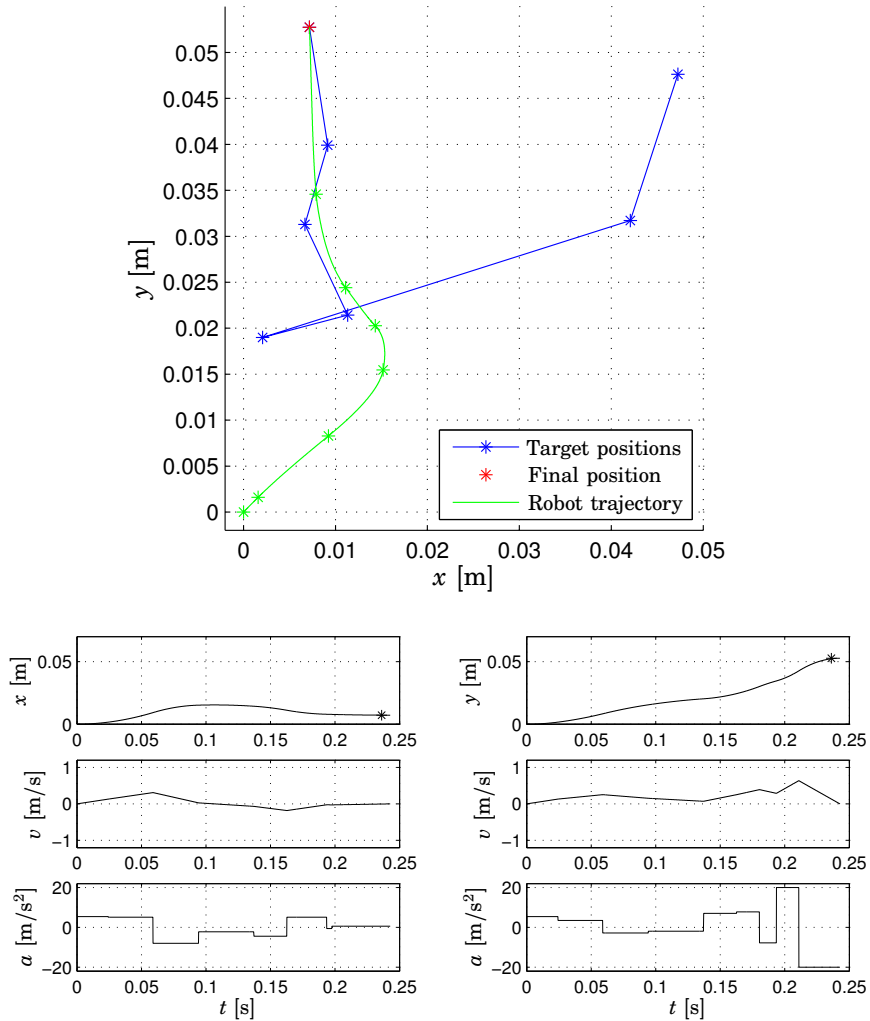 0.05
0.045
0.04
0.035
0.03
0.025
0.02
0.015
0.01
0.005
0
y [m]
Target positions
Final position
Robot trajectory
0 0.01 0.02 0.03 0.04 0.05
x [m]
x [m]
0.05
0
0 0.05 0.1 0.15 0.2 0.25
y [m]
0.05
0
0 0.05 0.1 0.15 0.2 0.25
v [m/s]
1
0
−1
0 0.05 0.1 0.15 0.2 0.25
v [m/s]
1
0
−1
0 0.05 0.1 0.15 0.2 0.25
a [m/s²]
20
0
−20
0 0.05 0.1 0.15 0.2 0.25
t [s]
a [m/s²]
20
0
−20
0 0.05 0.1 0.15 0.2 0.25
t [s]